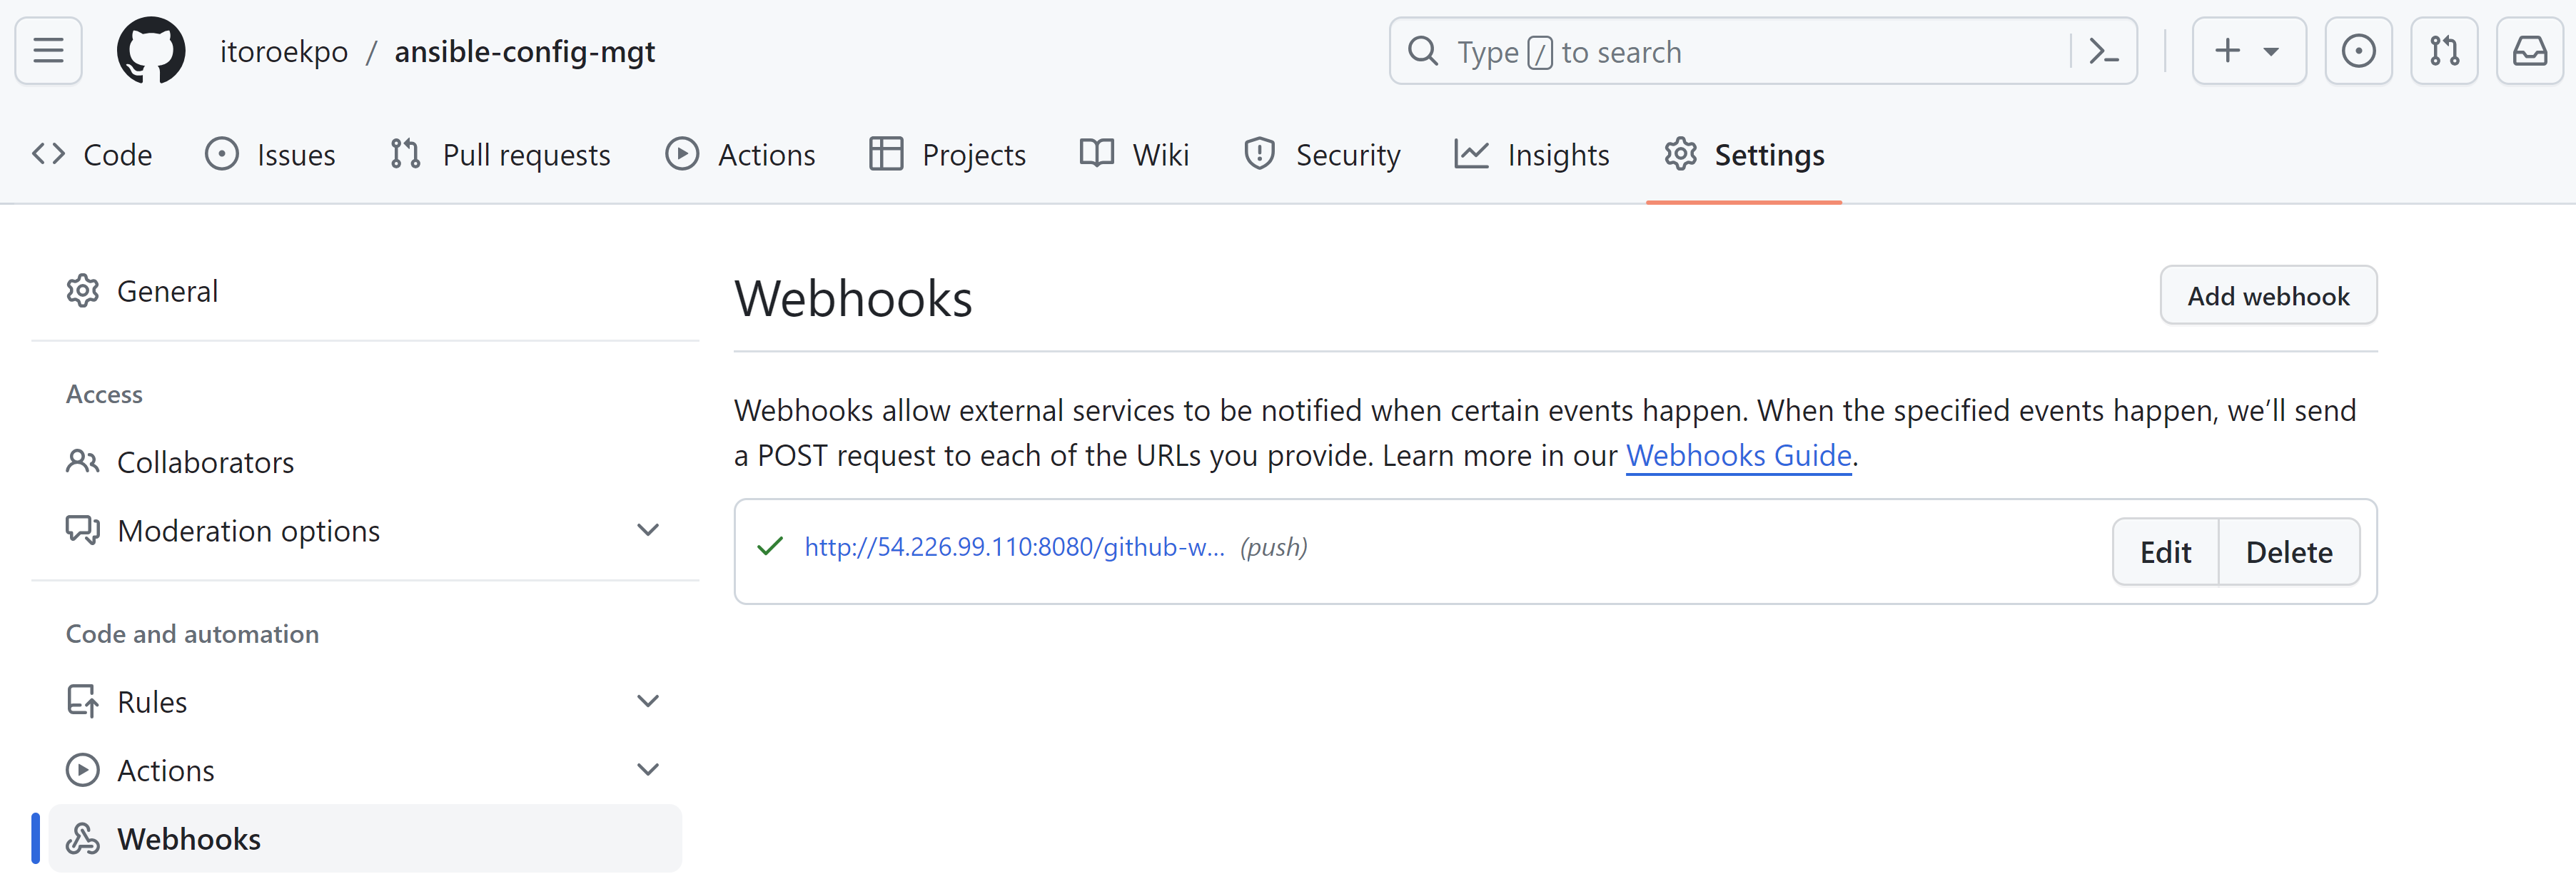 itoroekpo / ansible-config-mgt
Type / to search
Code Issues Pull requests Actions Projects Wiki Security Insights Settings
General
Access
Collaborators
Moderation options
Code and automation
Rules
Actions
Webhooks
Webhooks
Add webhook
Webhooks allow external services to be notified when certain events happen. When the specified events happen, we’ll send
a POST request to each of the URLs you provide. Learn more in our Webhooks Guide.
http://54.226.99.110:8080/github-w... (push)
Edit Delete